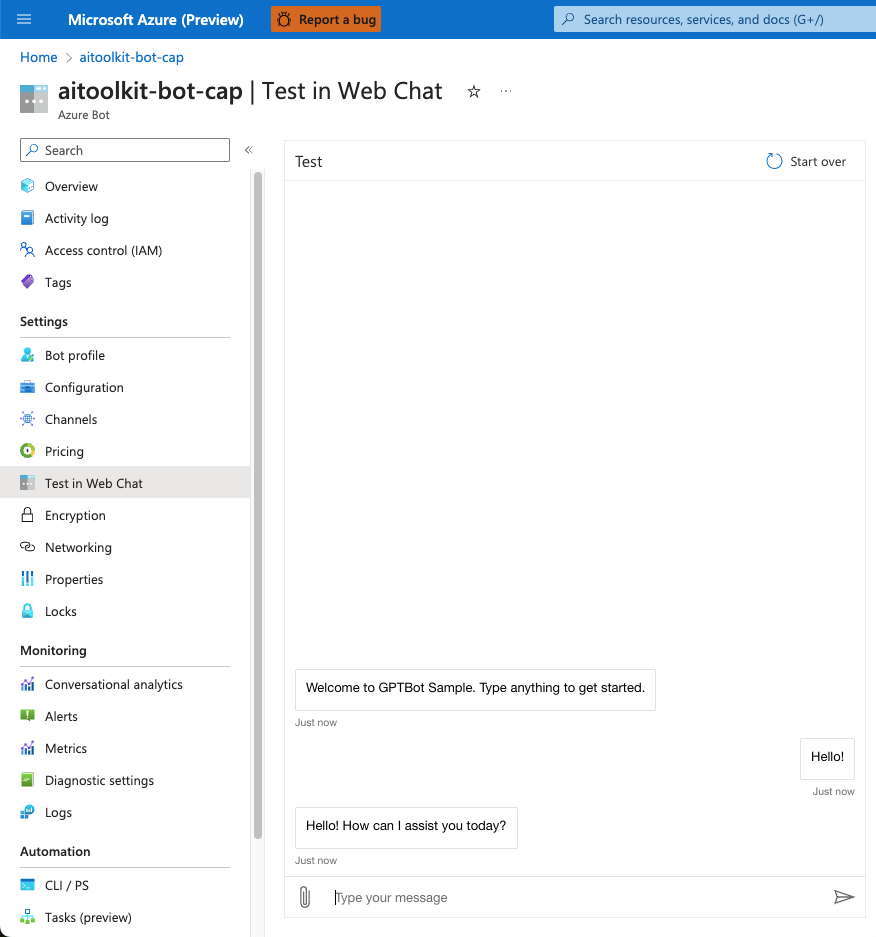 Microsoft Azure (Preview)
Report a bug
Search resources, services, and docs (G+/)
Home > aitoolkit-bot-cap
aitoolkit-bot-cap | Test in Web Chat
Azure Bot
Search
Overview
Activity log
Access control (IAM)
Tags
Settings
Bot profile
Configuration
Channels
Pricing
Test in Web Chat
Encryption
Networking
Properties
Locks
Monitoring
Conversational analytics
Alerts
Metrics
Diagnostic settings
Logs
Automation
CLI / PS
Tasks (preview)
Test
Start over
Welcome to GPTBot Sample. Type anything to get started.
Just now
Hello!
Just now
Hello! How can I assist you today?
Just now
Type your message